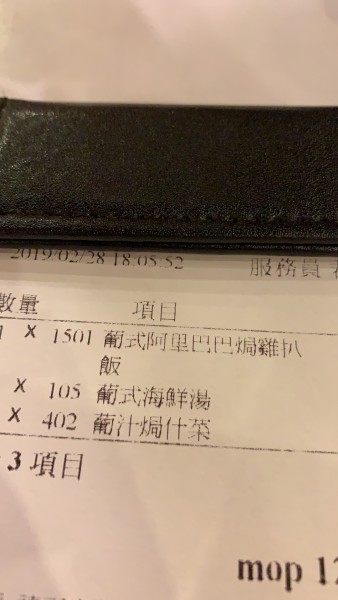 2019/02/28 18:05:52 服務員
數量 項目
x 1501 葡式阿里巴巴焗雞扒
飯
x 105 葡式海鮮湯
x 402 葡汁焗什菜
3 項目
mop 12